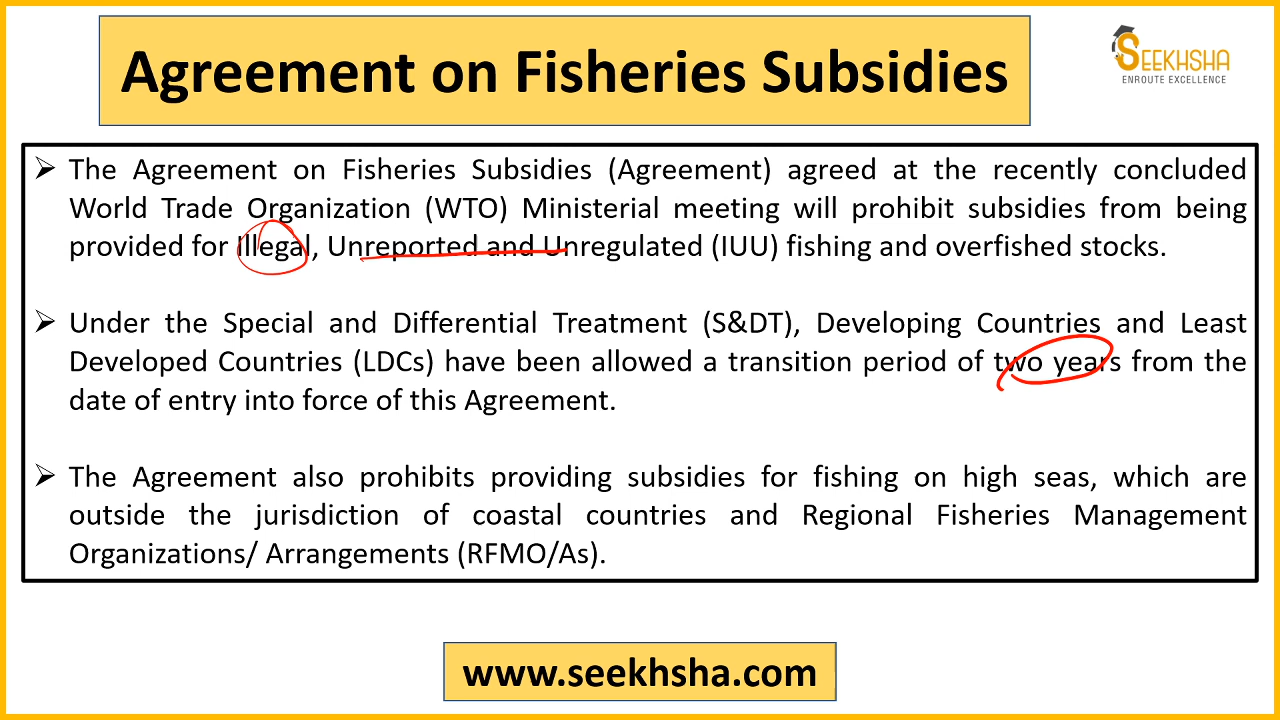 Agreement on Fisheries Subsidies
SEEKHSHA
ENROUTE EXCELLENCE
➢ The Agreement on Fisheries Subsidies (Agreement) agreed at the recently concluded
World Trade Organization (WTO) Ministerial meeting will prohibit subsidies from being
provided for Illegal, Unreported and Unregulated (IUU) fishing and overfished stocks.
➢ Under the Special and Differential Treatment (S&DT), Developing Countries and Least
Developed Countries (LDCs) have been allowed a transition period of two years from the
date of entry into force of this Agreement.
➢ The Agreement also prohibits providing subsidies for fishing on high seas, which are
outside the jurisdiction of coastal countries and Regional Fisheries Management
Organizations/ Arrangements (RFMO/As).
www.seekhsha.com